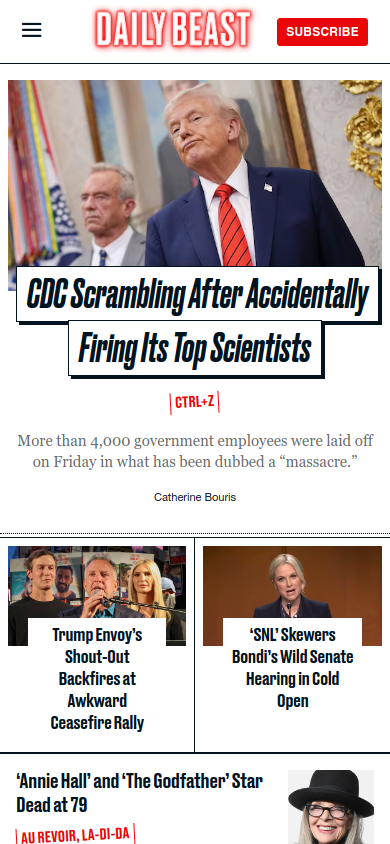 DAILY BEAST
SUBSCRIBE
CDC Scrambling After Accidentally
Firing Its Top Scientists
CTRL+Z
More than 4,000 government employees were laid off
on Friday in what has been dubbed a “massacre.”
Catherine Bouris
Trump Envoy’s
Shout-Out
Backfires at
Awkward
Ceasefire Rally
‘SNL’ Skewers
Bondi’s Wild Senate
Hearing in Cold
Open
‘Annie Hall’ and ‘The Godfather’ Star
Dead at 79
AU REVOIR, LA-DI-DA